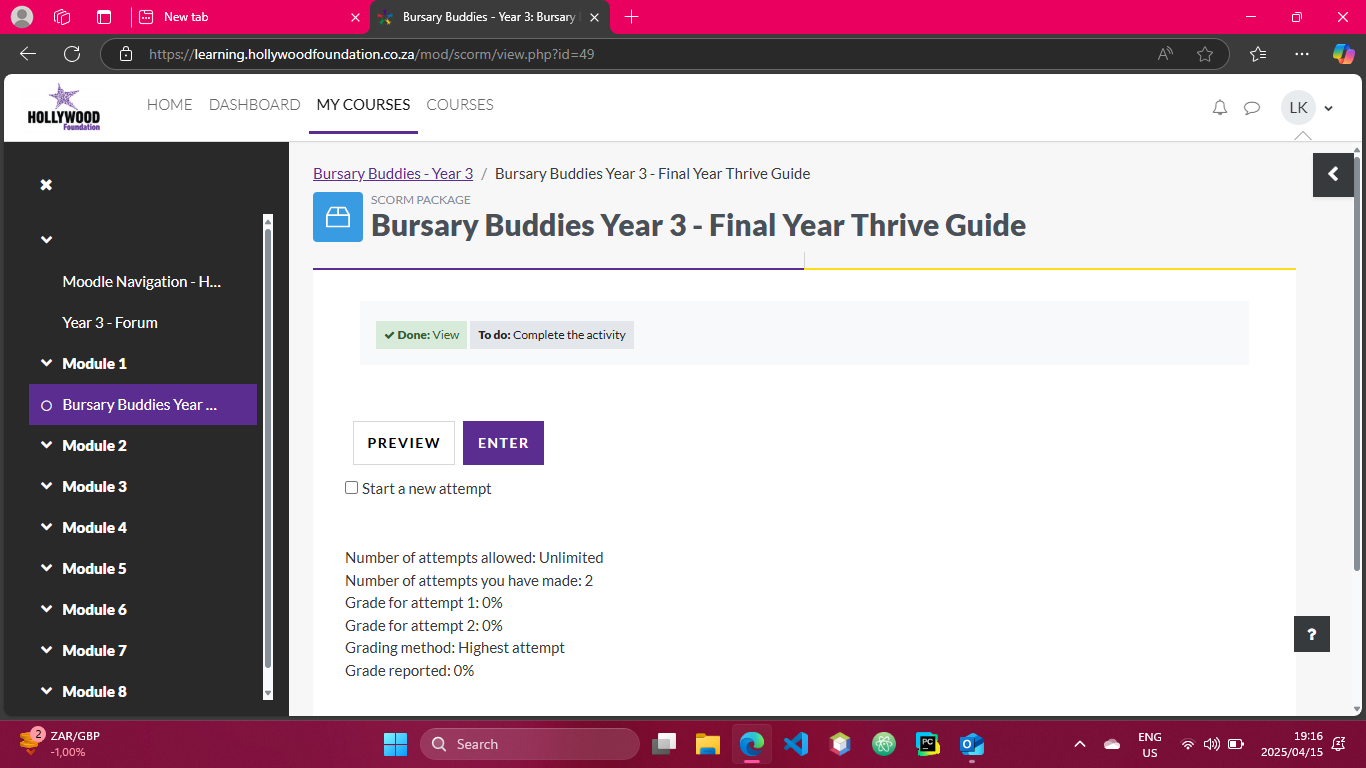 New tab
Bursary Buddies - Year 3: Bursary
https://learning.hollywoodfoundation.co.za/mod/scorm/view.php?id=49
HOLLYWOOD
Foundation
HOME DASHBOARD MY COURSES COURSES
LK
Bursary Buddies - Year 3 / Bursary Buddies Year 3 - Final Year Thrive Guide
SCORM PACKAGE
Bursary Buddies Year 3 - Final Year Thrive Guide
Moodle Navigation - H...
Year 3 - Forum
Module 1
Bursary Buddies Year ...
Module 2
Module 3
Module 4
Module 5
Module 6
Module 7
Module 8
Done: View To do: Complete the activity
PREVIEW ENTER
Start a new attempt
Number of attempts allowed: Unlimited
Number of attempts you have made: 2
Grade for attempt 1: 0%
Grade for attempt 2: 0%
Grading method: Highest attempt
Grade reported: 0%
?
2
ZAR/GBP
-1,00%
Search
PC
ENG
US
19:16
2025/04/15